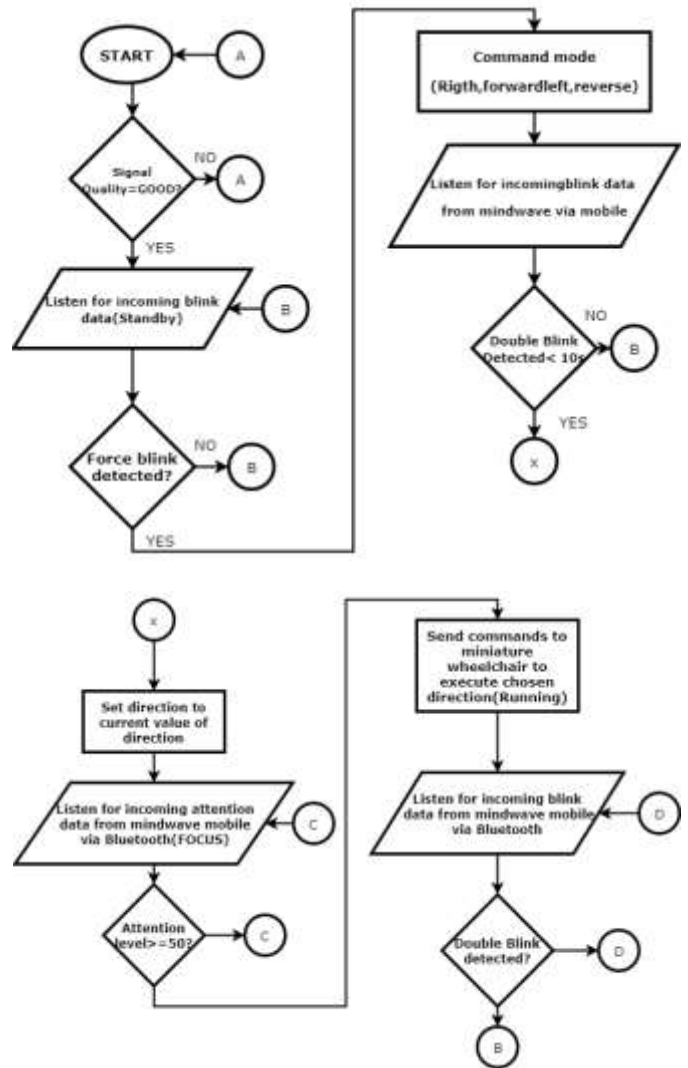 START
A
Signal
Quality=GOOD?
NO
A
YES
Listen for incoming blink
data(Standby)
B
Force blink
detected?
NO
B
YES
Command mode
(Rigth,forwardleft,reverse)
Listen for incomingblink data
from mindwave via mobile
Double Blink
Detected< 10s
NO
B
YES
x
x
Set direction to
current value of
direction
Listen for incoming attention
data from mindwave mobile
via Bluetooth(FOCUS)
C
Attention
level>=50?
C
Send commands to
miniature
wheelchair to
execute chosen
direction(Running)
Listen for incoming blink
data from mindwave mobile
via Bluetooth
D
Double Blink
detected?
D
B